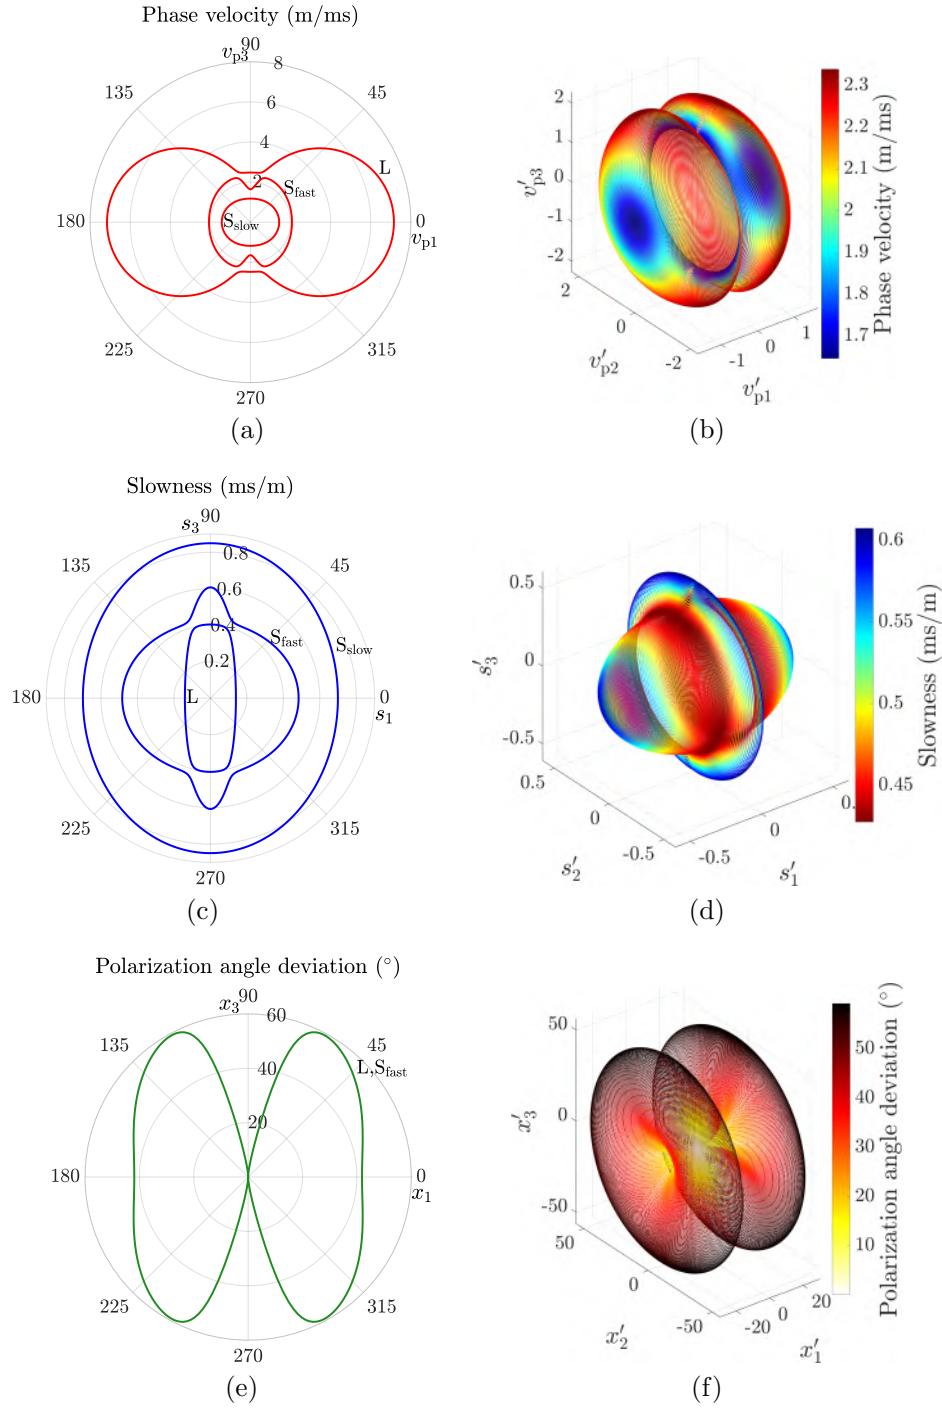 Phase velocity (m/ms)
90
v_p3
8
135
45
6
4
L
2
S_fast
180
S_slow
0
v_p1
225
315
270
(a)
2
1
0
-1
-2
v′_p3
2
0
-2
v′_p2
-1
0
1
v′_p1
2.3
2.2
2.1
2
1.9
1.8
1.7
Phase velocity (m/ms)
(b)
Slowness (ms/m)
90
s_3
0.8
135
45
0.6
0.4
S_fast
S_slow
0.2
180
L
0
s_1
225
315
270
(c)
0.5
0
-0.5
s′_3
0.5
0
-0.5
s′_2
-0.5
0
0.
s′_1
0.6
0.55
0.5
0.45
Slowness (ms/m)
(d)
Polarization angle deviation (°)
90
x_3
60
135
45
L,S_fast
40
20
180
0
x_1
225
315
270
(e)
50
0
-50
x′_3
50
0
-50
x′_2
-20
0
20
x′_1
50
40
30
20
10
Polarization angle deviation (°)
(f)